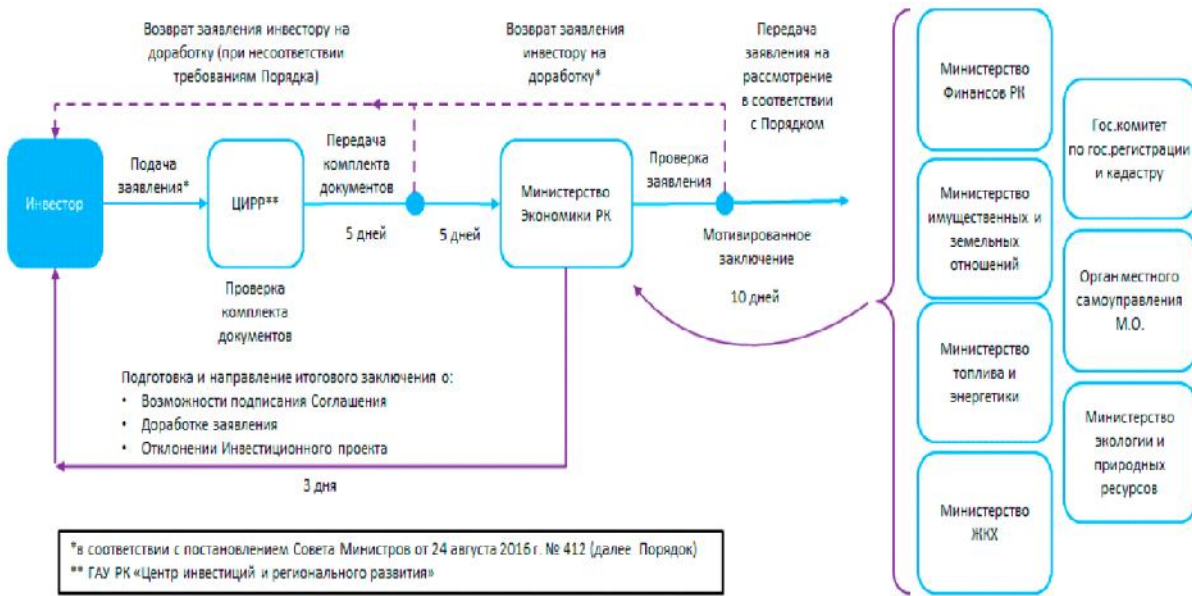 Возврат заявления инвестору на
доработку (при несоответствии
требованиям Порядка)
Возврат заявления
инвестору на
доработку*
Передача
заявления на
рассмотрение
в соответствии
с Порядком
Инвестор
Подача
заявления*
ЦИРР**
Проверка
комплекта
документов
Передача
комплекта
документов
5 дней
5 дней
Министерство
Экономики РК
Проверка
заявления
Мотивированное
заключение
10 дней
Министерство
Финансов РК
Министерство
имущественных и
земельных
отношений
Министерство
топлива и
энергетики
Министерство
ЖКХ
Гос.комитет
по гос.регистрации
и кадастру
Орган местного
самоуправления
М.О.
Министерство
экологии и
природных
ресурсов
Подготовка и направление итогового заключения о:
• Возможности подписания Соглашения
• Доработке заявления
• Отклонении Инвестиционного проекта
3 дня
*в соответствии с постановлением Совета Министров от 24 августа 2016 г. № 412 (далее Порядок)
** ГАУ РК «Центр инвестиций и регионального развития»